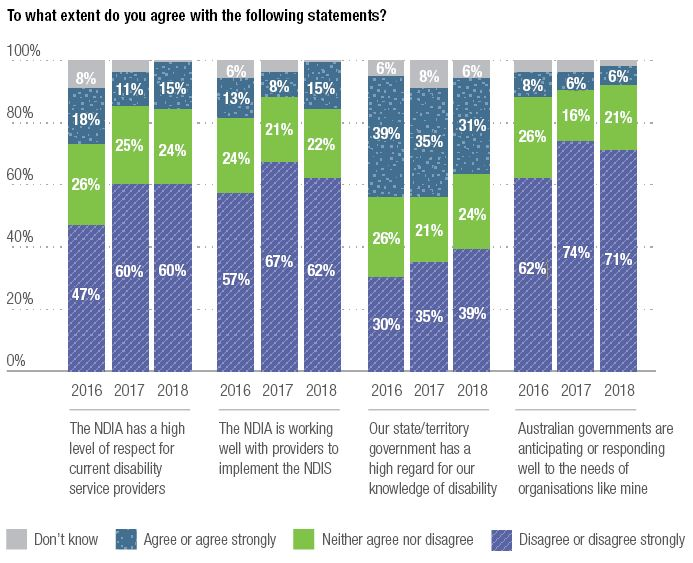 To what extent do you agree with the following statements?
100%
80%
60%
40%
20%
0%
8%
18%
26%
47%
11%
25%
60%
15%
24%
60%
6%
13%
24%
57%
8%
21%
67%
15%
22%
62%
6%
39%
26%
30%
8%
35%
21%
35%
6%
31%
24%
39%
8%
26%
62%
6%
16%
74%
6%
21%
71%
2016 2017 2018
2016 2017 2018
2016 2017 2018
2016 2017 2018
The NDIA has a high
level of respect for
current disability
service providers
The NDIA is working
well with providers to
implement the NDIS
Our state/territory
government has a
high regard for our
knowledge of disability
Australian governments are
anticipating or responding
well to the needs of
organisations like mine
Don't know
Agree or agree strongly
Neither agree nor disagree
Disagree or disagree strongly